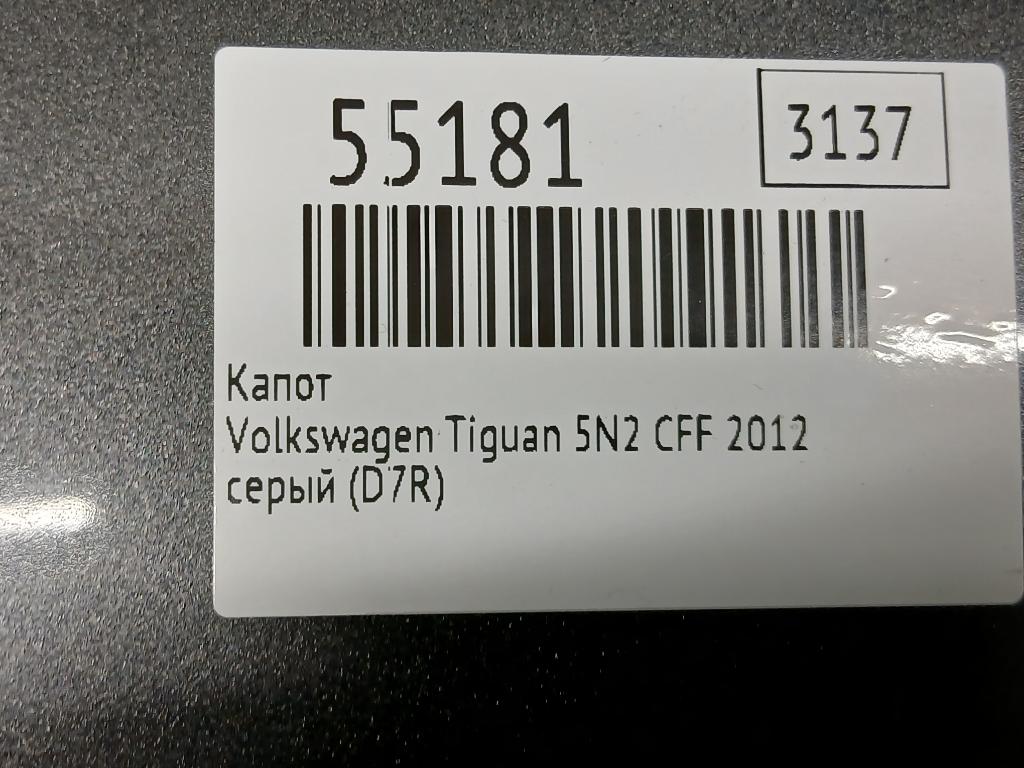 55181
3137
Капот
Volkswagen Tiguan 5N2 CFF 2012
серый (D7R)